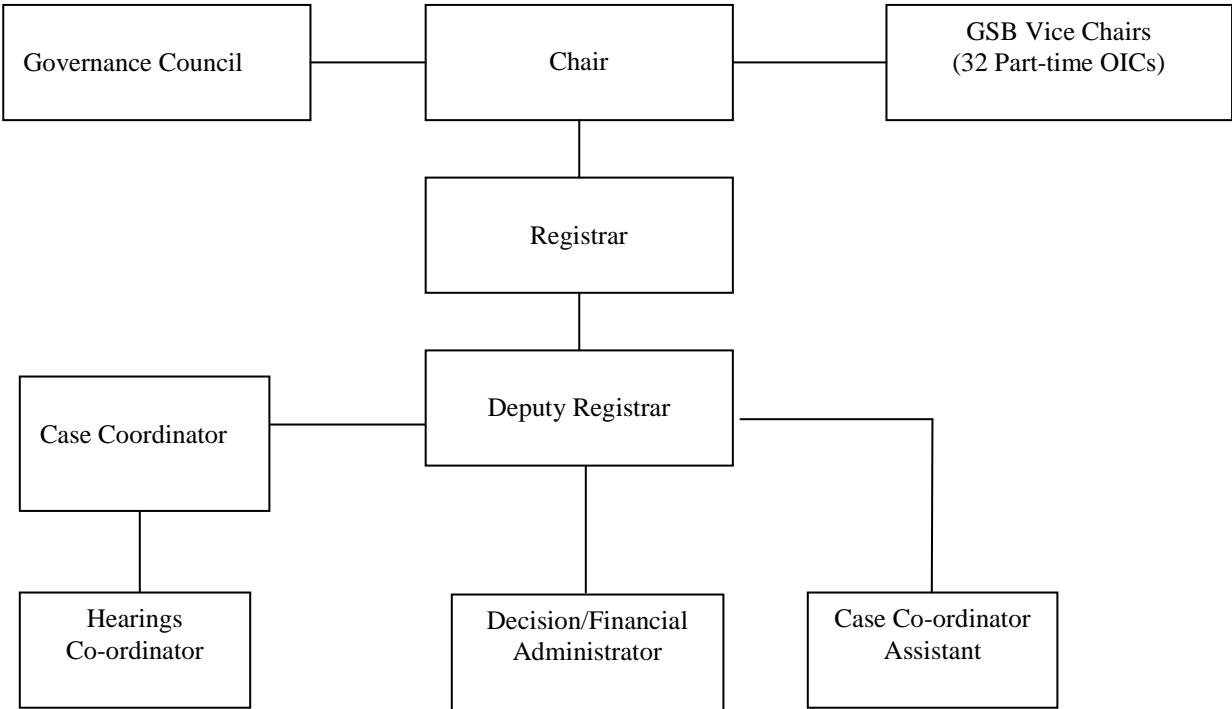 Governance Council
Chair
GSB Vice Chairs
(32 Part-time OICs)
Registrar
Deputy Registrar
Case Coordinator
Hearings
Co-ordinator
Decision/Financial
Administrator
Case Co-ordinator
Assistant